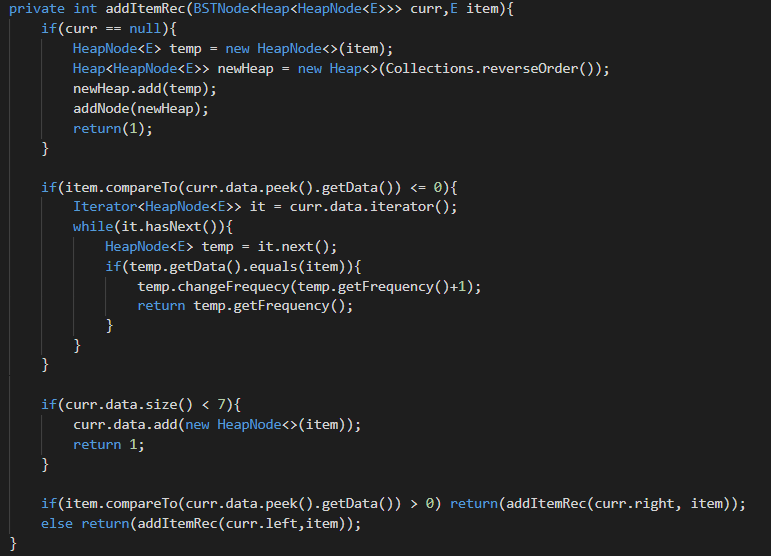 private int addItemRec(BSTNode<Heap<HeapNode<E>>> curr,E item){
    if(curr == null){
        HeapNode<E> temp = new HeapNode<>(item);
        Heap<HeapNode<E>> newHeap = new Heap<>(Collections.reverseOrder());
        newHeap.add(temp);
        addNode(newHeap);
        return(1);
    }

    if(item.compareTo(curr.data.peek().getData()) <= 0){
        Iterator<HeapNode<E>> it = curr.data.iterator();
        while(it.hasNext()){
            HeapNode<E> temp = it.next();
            if(temp.getData().equals(item)){
                temp.changeFrequecy(temp.getFrequency()+1);
                return temp.getFrequency();
            }
        }
    }

    if(curr.data.size() < 7){
        curr.data.add(new HeapNode<>(item));
        return 1;
    }

    if(item.compareTo(curr.data.peek().getData()) > 0) return(addItemRec(curr.right, item));
    else return(addItemRec(curr.left,item));
}